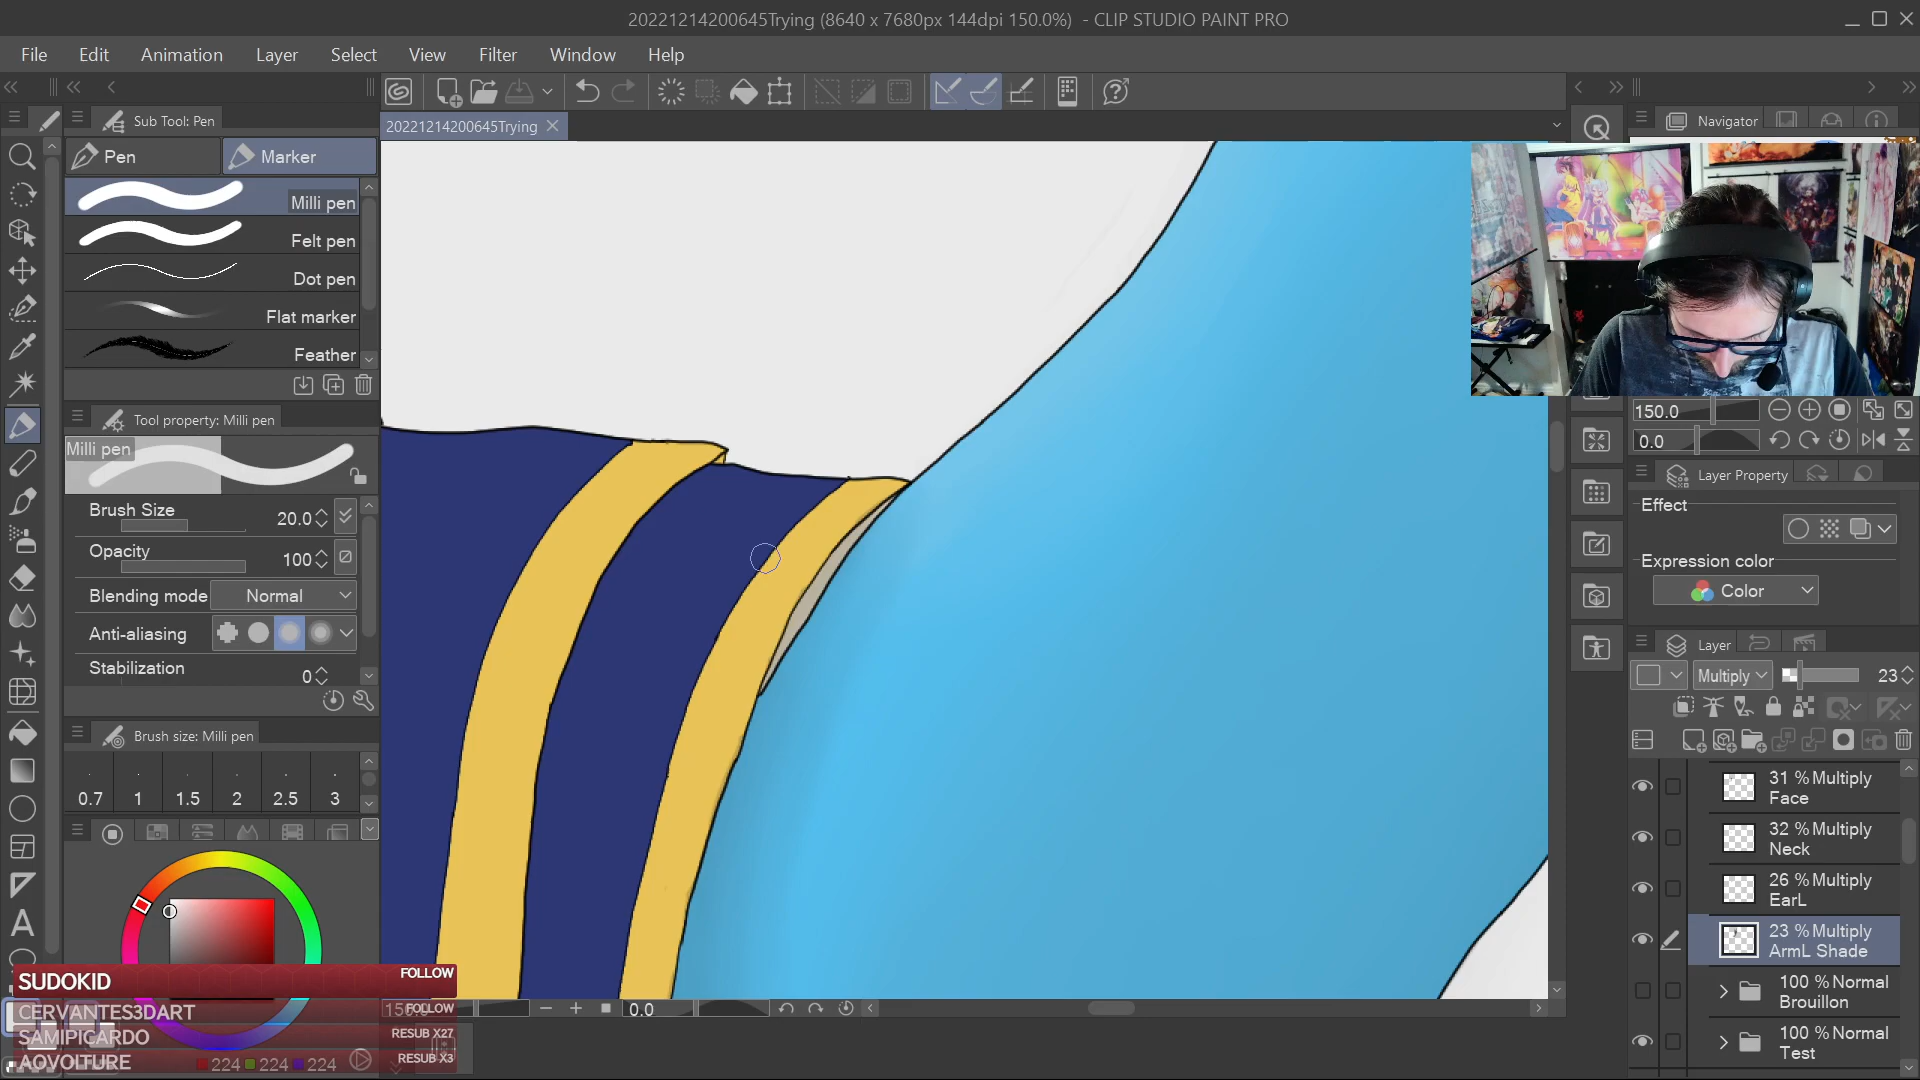 20221214200645Trying (8640 x 7680px 144dpi 150.0%)  - CLIP STUDIO PAINT PRO
File Edit Animation Layer Select View Filter Window Help
Sub Tool: Pen
20221214200645Trying
Navigator
Pen
Marker
Milli pen
Felt pen
Dot pen
Flat marker
Feather
Tool property: Milli pen
Milli pen
Brush Size 20.0
Opacity 100
Blending mode Normal
Anti-aliasing
Stabilization 0
Brush size: Milli pen
0.7 1 1.5 2 2.5 3
150.0
0.0
Layer Property
Effect
Expression color
Color
Layer
Multiply 23
31 %Multiply
Face
32 %Multiply
Neck
26 %Multiply
EarL
23 %Multiply
ArmL Shade
100 %Normal
Brouillon
100 %Normal
Test
SUDOKID FOLLOW
CERVANTES3DART FOLLOW
SAMIPICARDO RESUB X27
AOVOLTURE RESUB X3
0.0
224 224 224